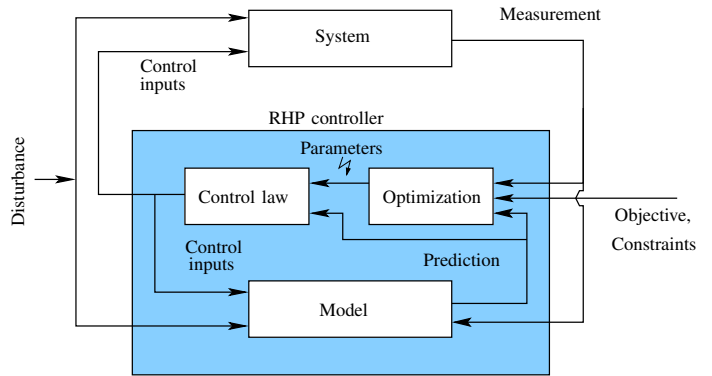 Measurement
System
Control
inputs
RHP controller
Parameters
Disturbance
Control law
Optimization
Objective,
Constraints
Control
inputs
Prediction
Model